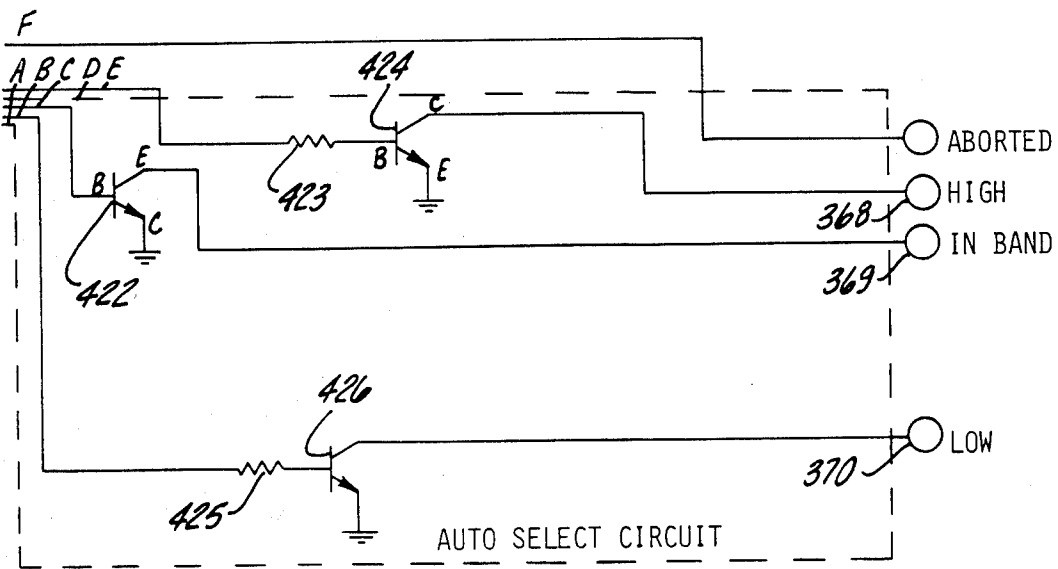 F
A B C D E
424
C
ABORTED
B
E
423
E
B
C
422
HIGH
368
IN BAND
369
426
LOW
370
425
AUTO SELECT CIRCUIT